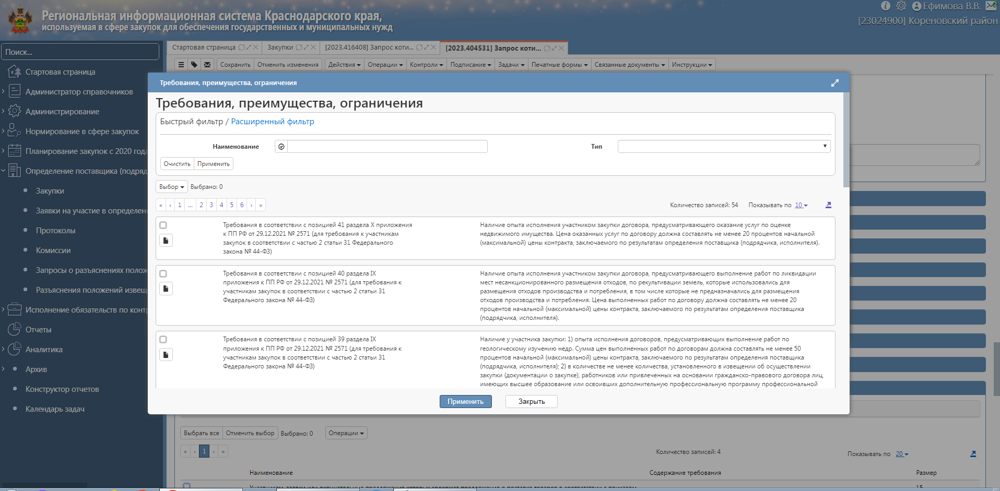 Региональная информационная система Краснодарского края,
используемая в сфере закупок для обеспечения государственных и муниципальных нужд
Ефимова В.В.
[23024900] Кореновский район
Поиск...
Стартовая страница
Администратор справочников
Администрирование
Нормирование в сфере закупок
Планирование закупок с 2020 года
Определение поставщика (подряд
Закупки
Заявки на участие в определен
Протоколы
Комиссии
Запросы о разъяснениях полож
Разъяснения положений извещ
Исполнение обязательств по конт
Отчеты
Аналитика
Архив
Конструктор отчетов
Календарь задач
Стартовая страница
Закупки
[2023.416408] Запрос коти...
[2023.404531] Запрос коти...
Сохранить Отменить изменения Действия Операции Контроли Подписание Задачи Печатные формы Связанные документы Инструкции
Требования, преимущества, ограничения
Требования, преимущества, ограничения
Быстрый фильтр / Расширенный фильтр
Наименование Тип
Очистить Применить
Выбор Выбрано: 0
« ‹ 1 ... 2 3 4 5 6 › » Количество записей: 54 Показывать по 10
Требования в соответствии с позицией 41 раздела X приложения
к ПП РФ от 29.12.2021 № 2571 (для требования к участникам
закупок в соответствии с частью 2 статьи 31 Федерального
закона № 44-ФЗ)
Наличие опыта исполнения участником закупки договора, предусматривающего оказание услуг по оценке
недвижимого имущества. Цена оказанных услуг по договору должна составлять не менее 20 процентов начальной
(максимальной) цены контракта, заключаемого по результатам определения поставщика (подрядчика, исполнителя).
Требования в соответствии с позицией 40 раздела IX
приложения к ПП РФ от 29.12.2021 № 2571 (для требования к
участникам закупок в соответствии с частью 2 статьи 31
Федерального закона № 44-ФЗ)
Наличие опыта исполнения участником закупки договора, предусматривающего выполнение работ по ликвидации
мест несанкционированного размещения отходов, по рекультивации земель, которые использовались для
размещения отходов производства и потребления, в том числе которые не предназначались для размещения
отходов производства и потребления. Цена выполненных работ по договору должна составлять не менее 20
процентов начальной (максимальной) цены контракта, заключаемого по результатам определения поставщика
(подрядчика, исполнителя).
Требования в соответствии с позицией 39 раздела IX
приложения к ПП РФ от 29.12.2021 № 2571 (для требования к
участникам закупок в соответствии с частью 2 статьи 31
Федерального закона № 44-ФЗ)
Наличие у участника закупки: 1) опыта исполнения договоров, предусматривающих выполнение работ по
геологическому изучению недр. Сумма цен выполненных работ по договорам должна составлять не менее 50
процентов начальной (максимальной) цены контракта, заключаемого по результатам определения поставщика
(подрядчика, исполнителя); 2) в количестве не менее количества, установленного в извещении об осуществлении
закупки (документации о закупке), работников или привлеченных на основании гражданско-правового договора лиц,
имеющих высшее образование или освоивших дополнительную профессиональную программу профессиональной
Применить Закрыть
Выбрать все Отменить выбор Выбрано: 0 Операции
« ‹ 1 › » Количество записей: 4 Показывать по 20
Наименование Содержание требования Размер